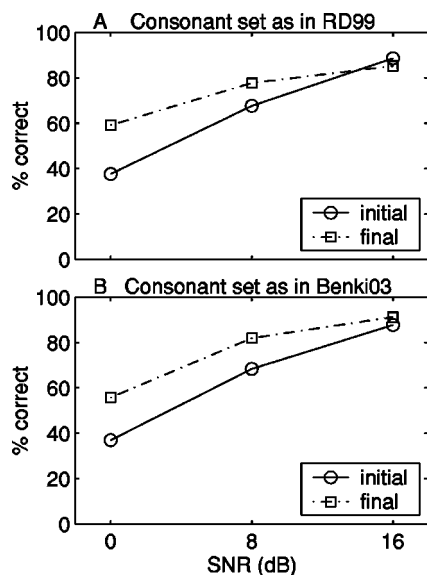 A Consonant set as in RD99
100
80
60
40
20
0
% correct
initial
final
B Consonant set as in Benki03
100
80
60
40
20
0
% correct
initial
final
0 8 16
SNR (dB)